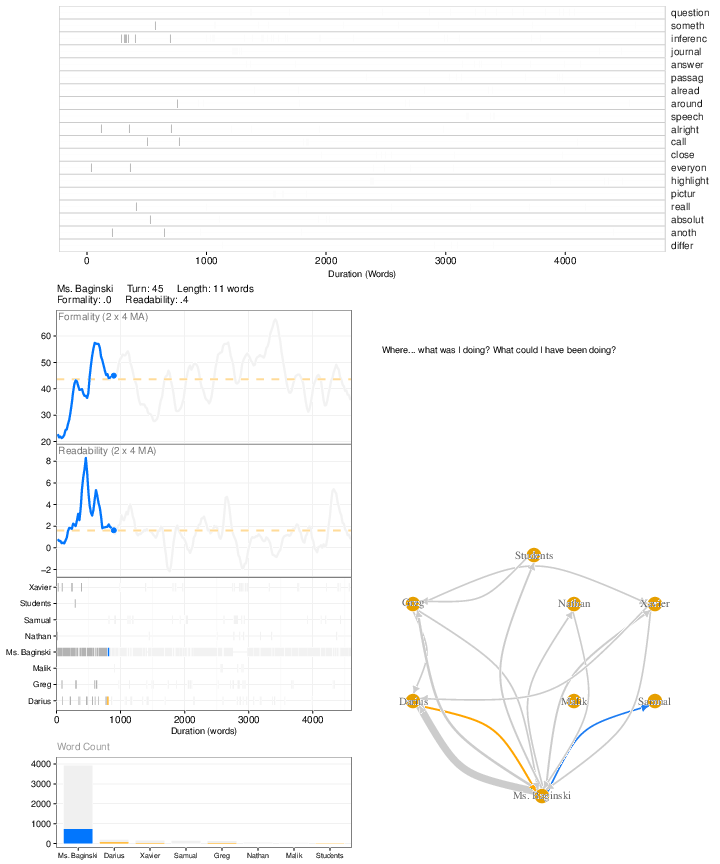 question
someth
inferenc
journal
answer
passag
alread
around
speech
alright
call
close
everyon
highlight
pictur
reall
absolut
anoth
differ
0 1000 2000 3000 4000
Duration (Words)
Ms. Baginski Turn: 45 Length: 11 words
Formality: .0 Readability: .4
Formality (2 x 4 MA)
60
50
40
30
20
Where... what was I doing? What could I have been doing?
Readability (2 x 4 MA)
8
6
4
2
0
−2
Xavier
Students
Samual
Nathan
Ms. Baginski
Malik
Greg
Darius
0 1000 2000 3000 4000
Duration (words)
Students
Greg Nathan Xavier
Darius Malik Samual
Ms. Baginski
Word Count
4000
3000
2000
1000
0
Ms. Baginski Darius Xavier Samual Greg Nathan Malik Students